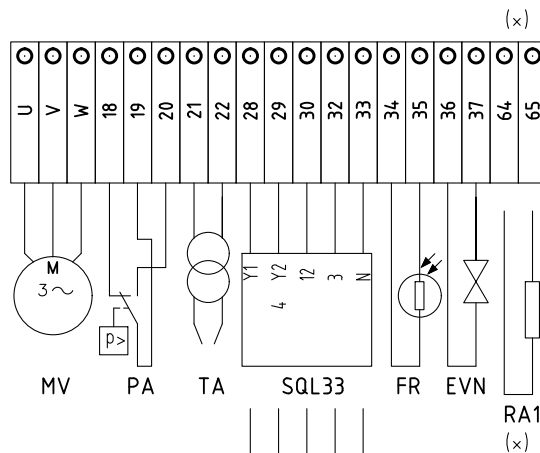 (x)
U V W 18 19 20 21 22 28 29 30 32 33 34 35 36 37 64 65
M
3~
p>
Y1 Y2 12 3 N
4
MV PA TA SQL33 FR EVN
RA1
(x)